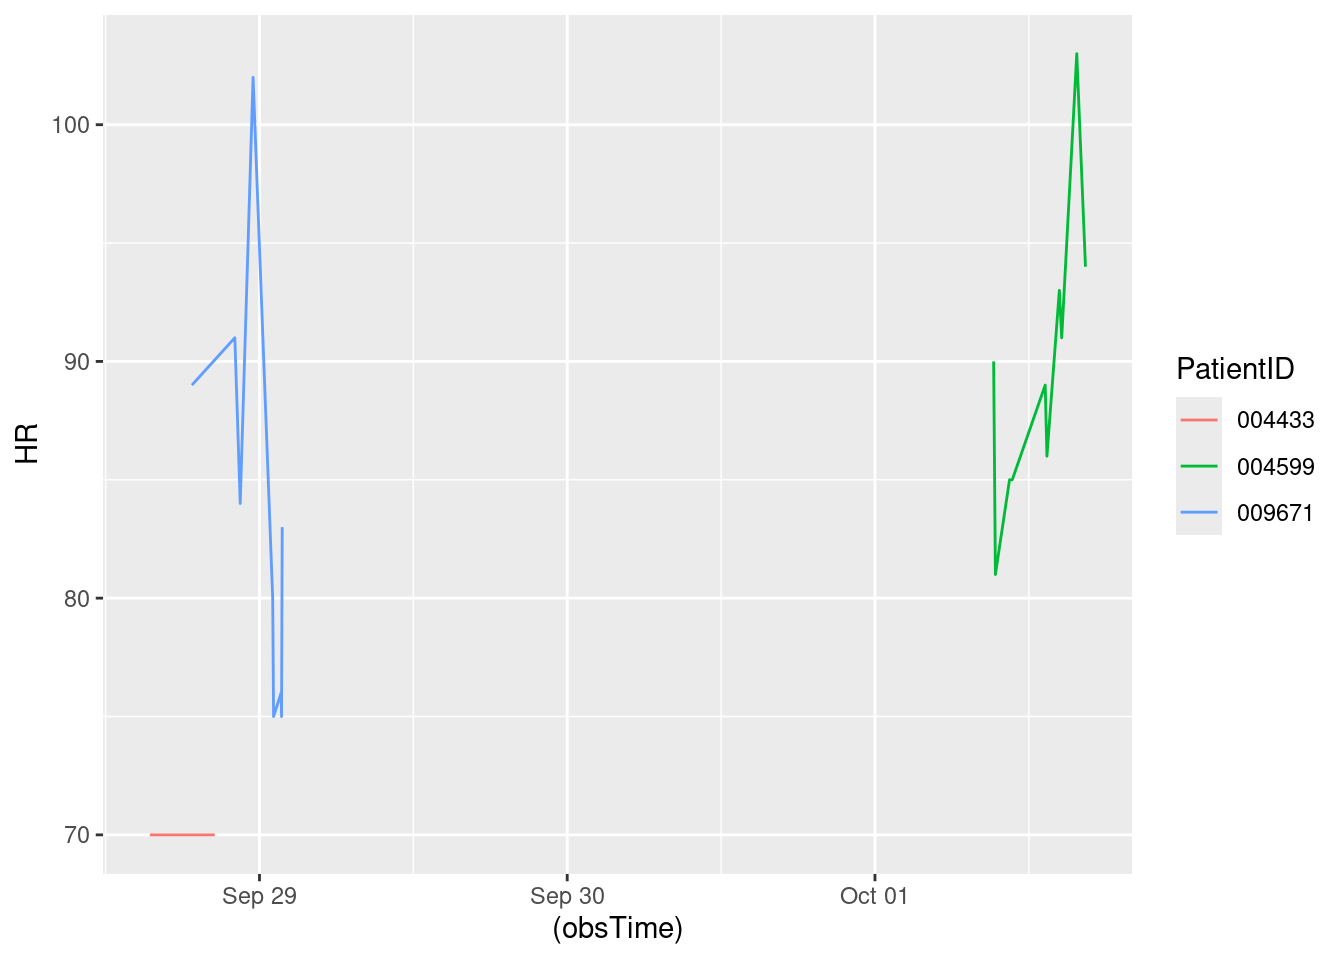 100
90
80
70
HR
Sep 29
Sep 30
Oct 01
(obsTime)
PatientID
004433
004599
009671